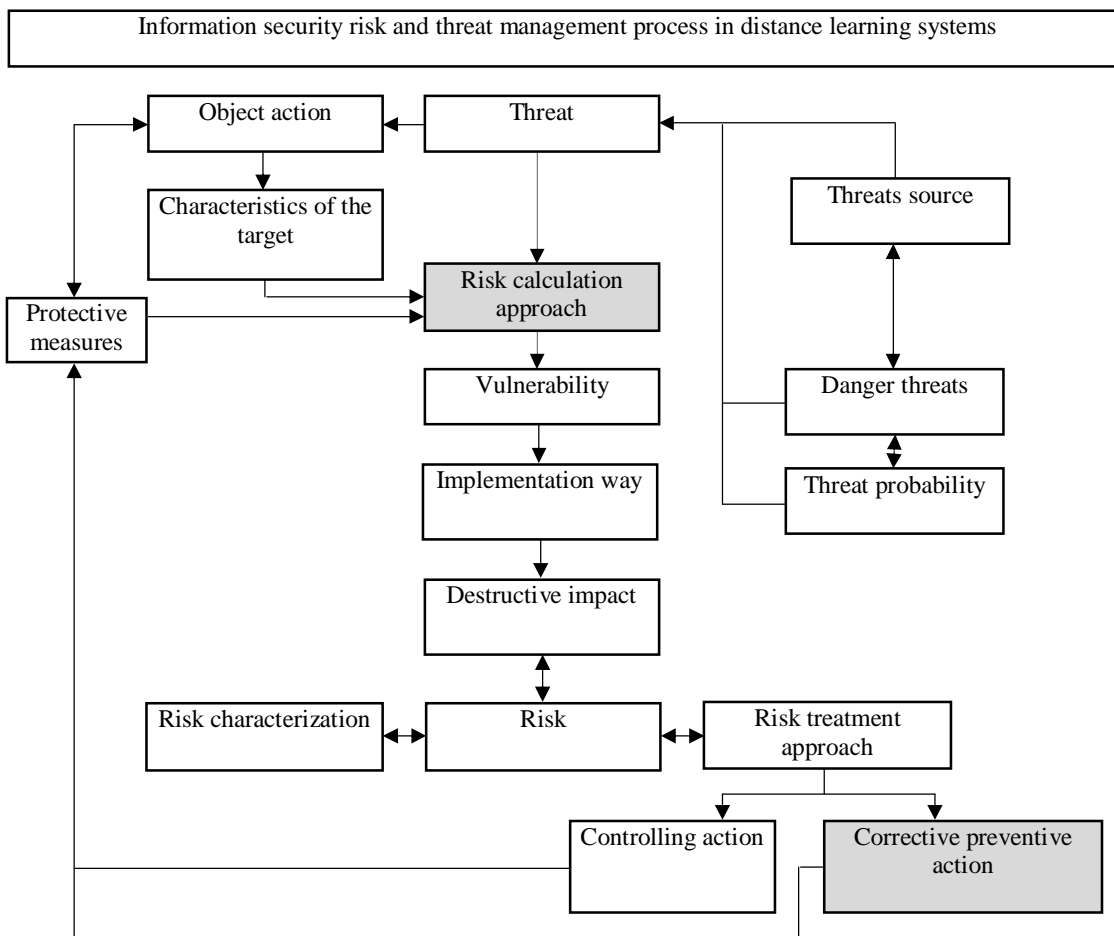 Information security risk and threat management process in distance learning systems
Object action
Threat
Threats source
Characteristics of the
target
Risk calculation
approach
Protective
measures
Vulnerability
Danger threats
Implementation way
Threat probability
Destructive impact
Risk characterization
Risk
Risk treatment
approach
Controlling action
Corrective preventive
action